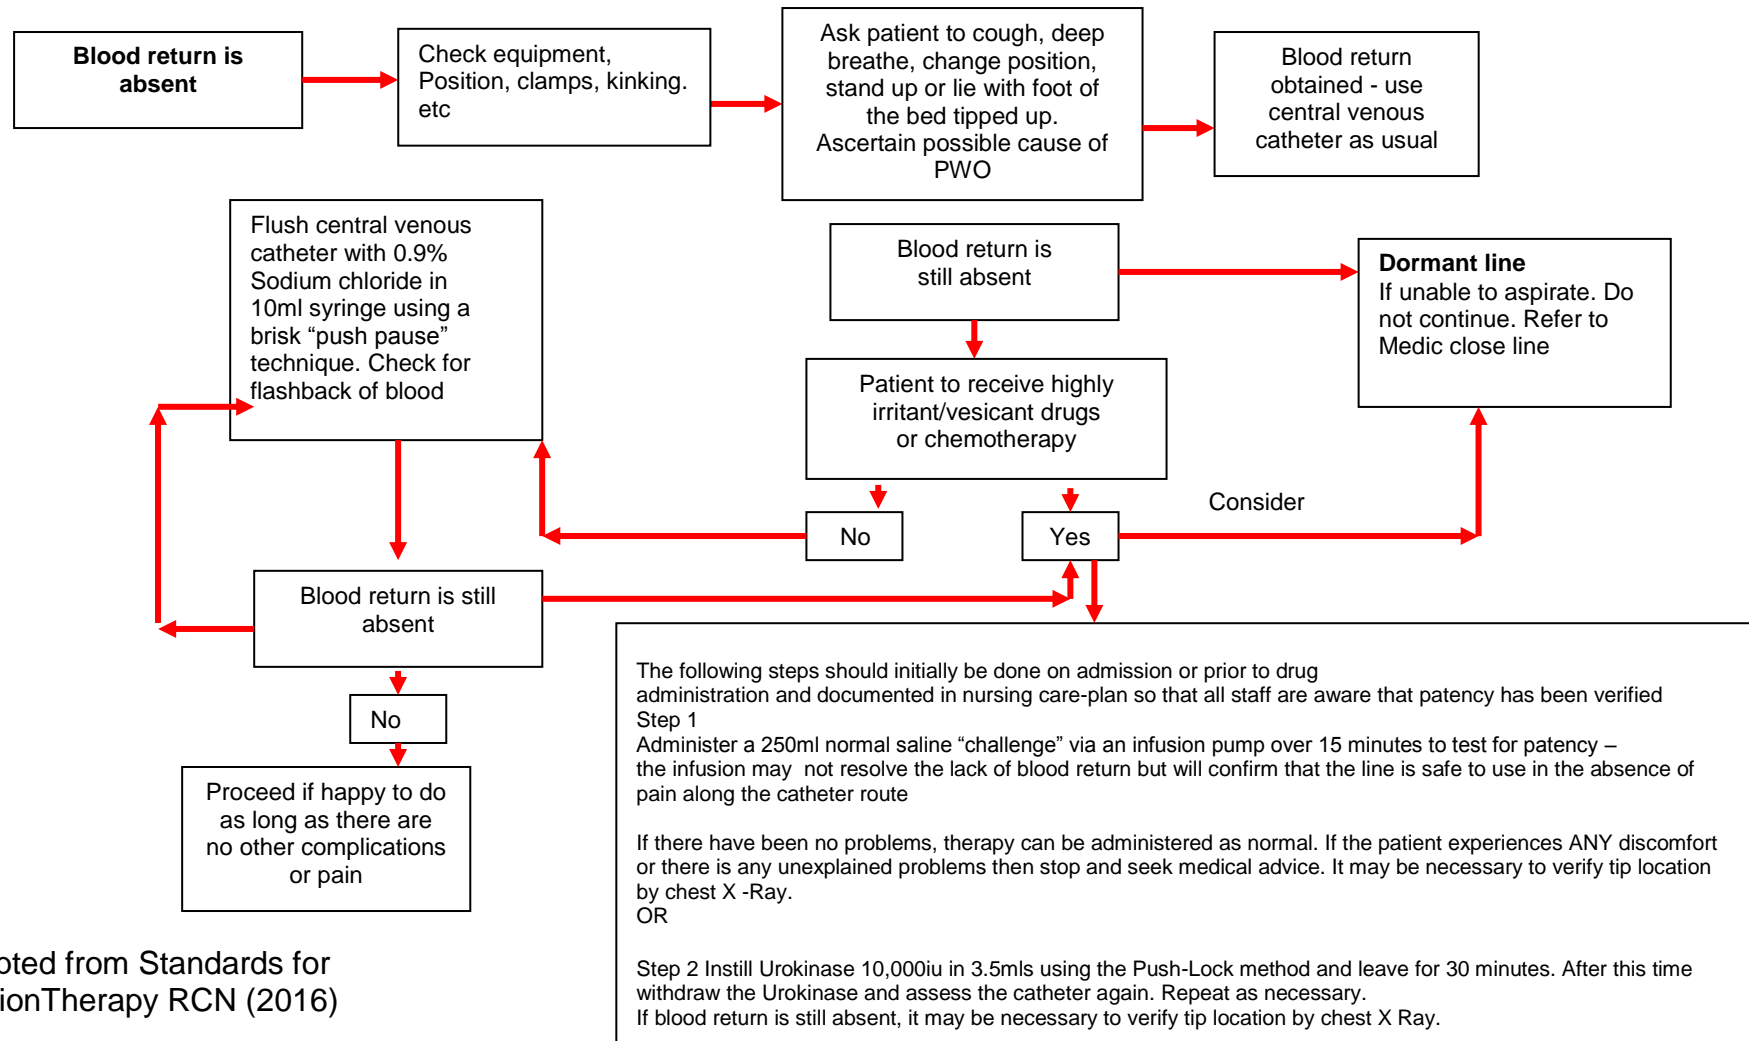 Blood return is
absent
Check equipment,
Position, clamps, kinking.
etc
Ask patient to cough, deep
breathe, change position,
stand up or lie with foot of
the bed tipped up.
Ascertain possible cause of
PWO
Blood return
obtained - use
central venous
catheter as usual
Flush central venous
catheter with 0.9%
Sodium chloride in
10ml syringe using a
brisk “push pause”
technique. Check for
flashback of blood
Blood return is
still absent
Dormant line
If unable to aspirate. Do
not continue. Refer to
Medic close line
Patient to receive highly
irritant/vesicant drugs
or chemotherapy
Consider
No
Yes
Blood return is still
absent
No
Proceed if happy to do
as long as there are
no other complications
or pain
The following steps should initially be done on admission or prior to drug
administration and documented in nursing care-plan so that all staff are aware that patency has been verified
Step 1
Administer a 250ml normal saline “challenge” via an infusion pump over 15 minutes to test for patency –
the infusion may not resolve the lack of blood return but will confirm that the line is safe to use in the absence of
pain along the catheter route
If there have been no problems, therapy can be administered as normal. If the patient experiences ANY discomfort
or there is any unexplained problems then stop and seek medical advice. It may be necessary to verify tip location
by chest X -Ray.
OR
Step 2 Instill Urokinase 10,000iu in 3.5mls using the Push-Lock method and leave for 30 minutes. After this time
withdraw the Urokinase and assess the catheter again. Repeat as necessary.
If blood return is still absent, it may be necessary to verify tip location by chest X Ray.
oted from Standards for
ionTherapy RCN (2016)